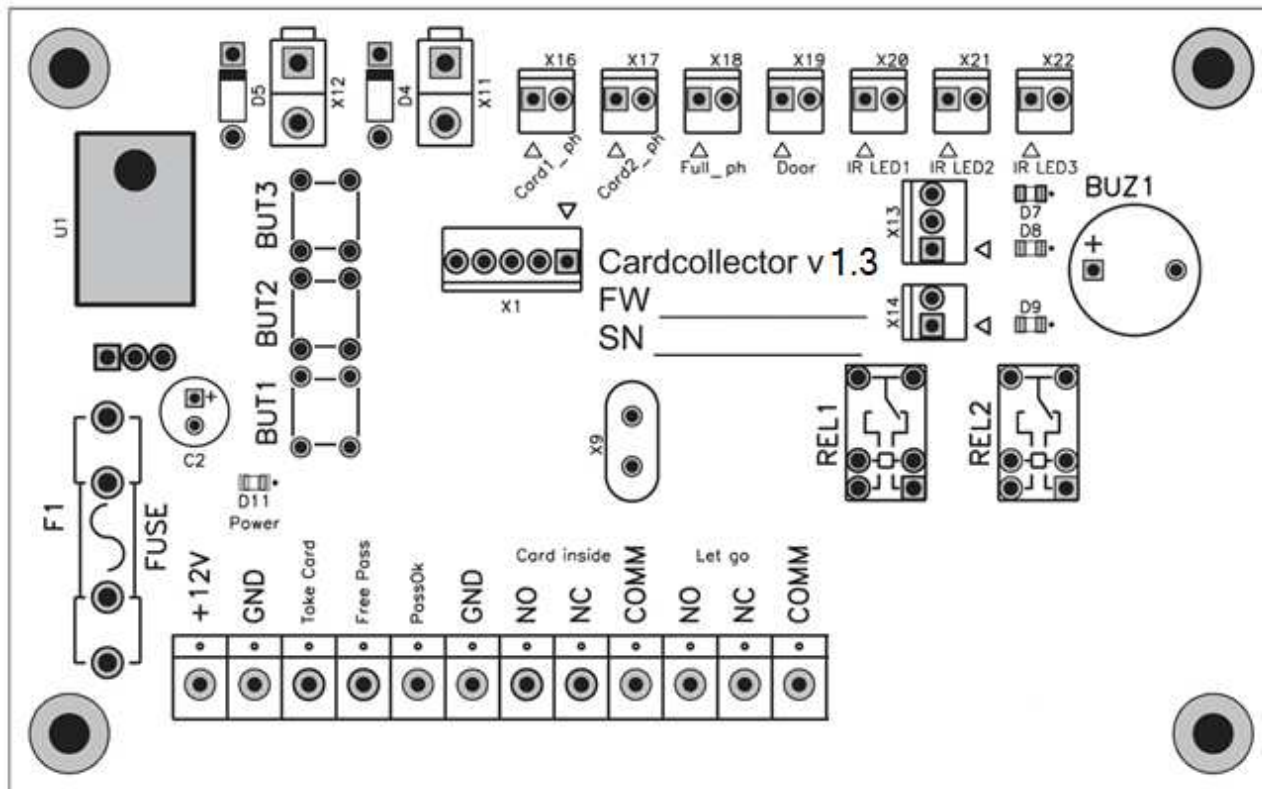 X16 X17 X18 X19 X20 X21 X22
D5 X12 D4 X11
Card1_ph Card2_ph Full_ph Door IR LED1 IR LED2 IR LED3
U1
BUT3
X13
D7
D8
BUZ1
+
X1
Cardcollector v 1.3
FW
SN
BUT2
X14
D9
BUT1
+
C2
X9
REL1
REL2
D11
Power
F1
FUSE
Card inside Let go
+12V GND Take Card Free Pass PassOk GND NO NC COMM NO NC COMM